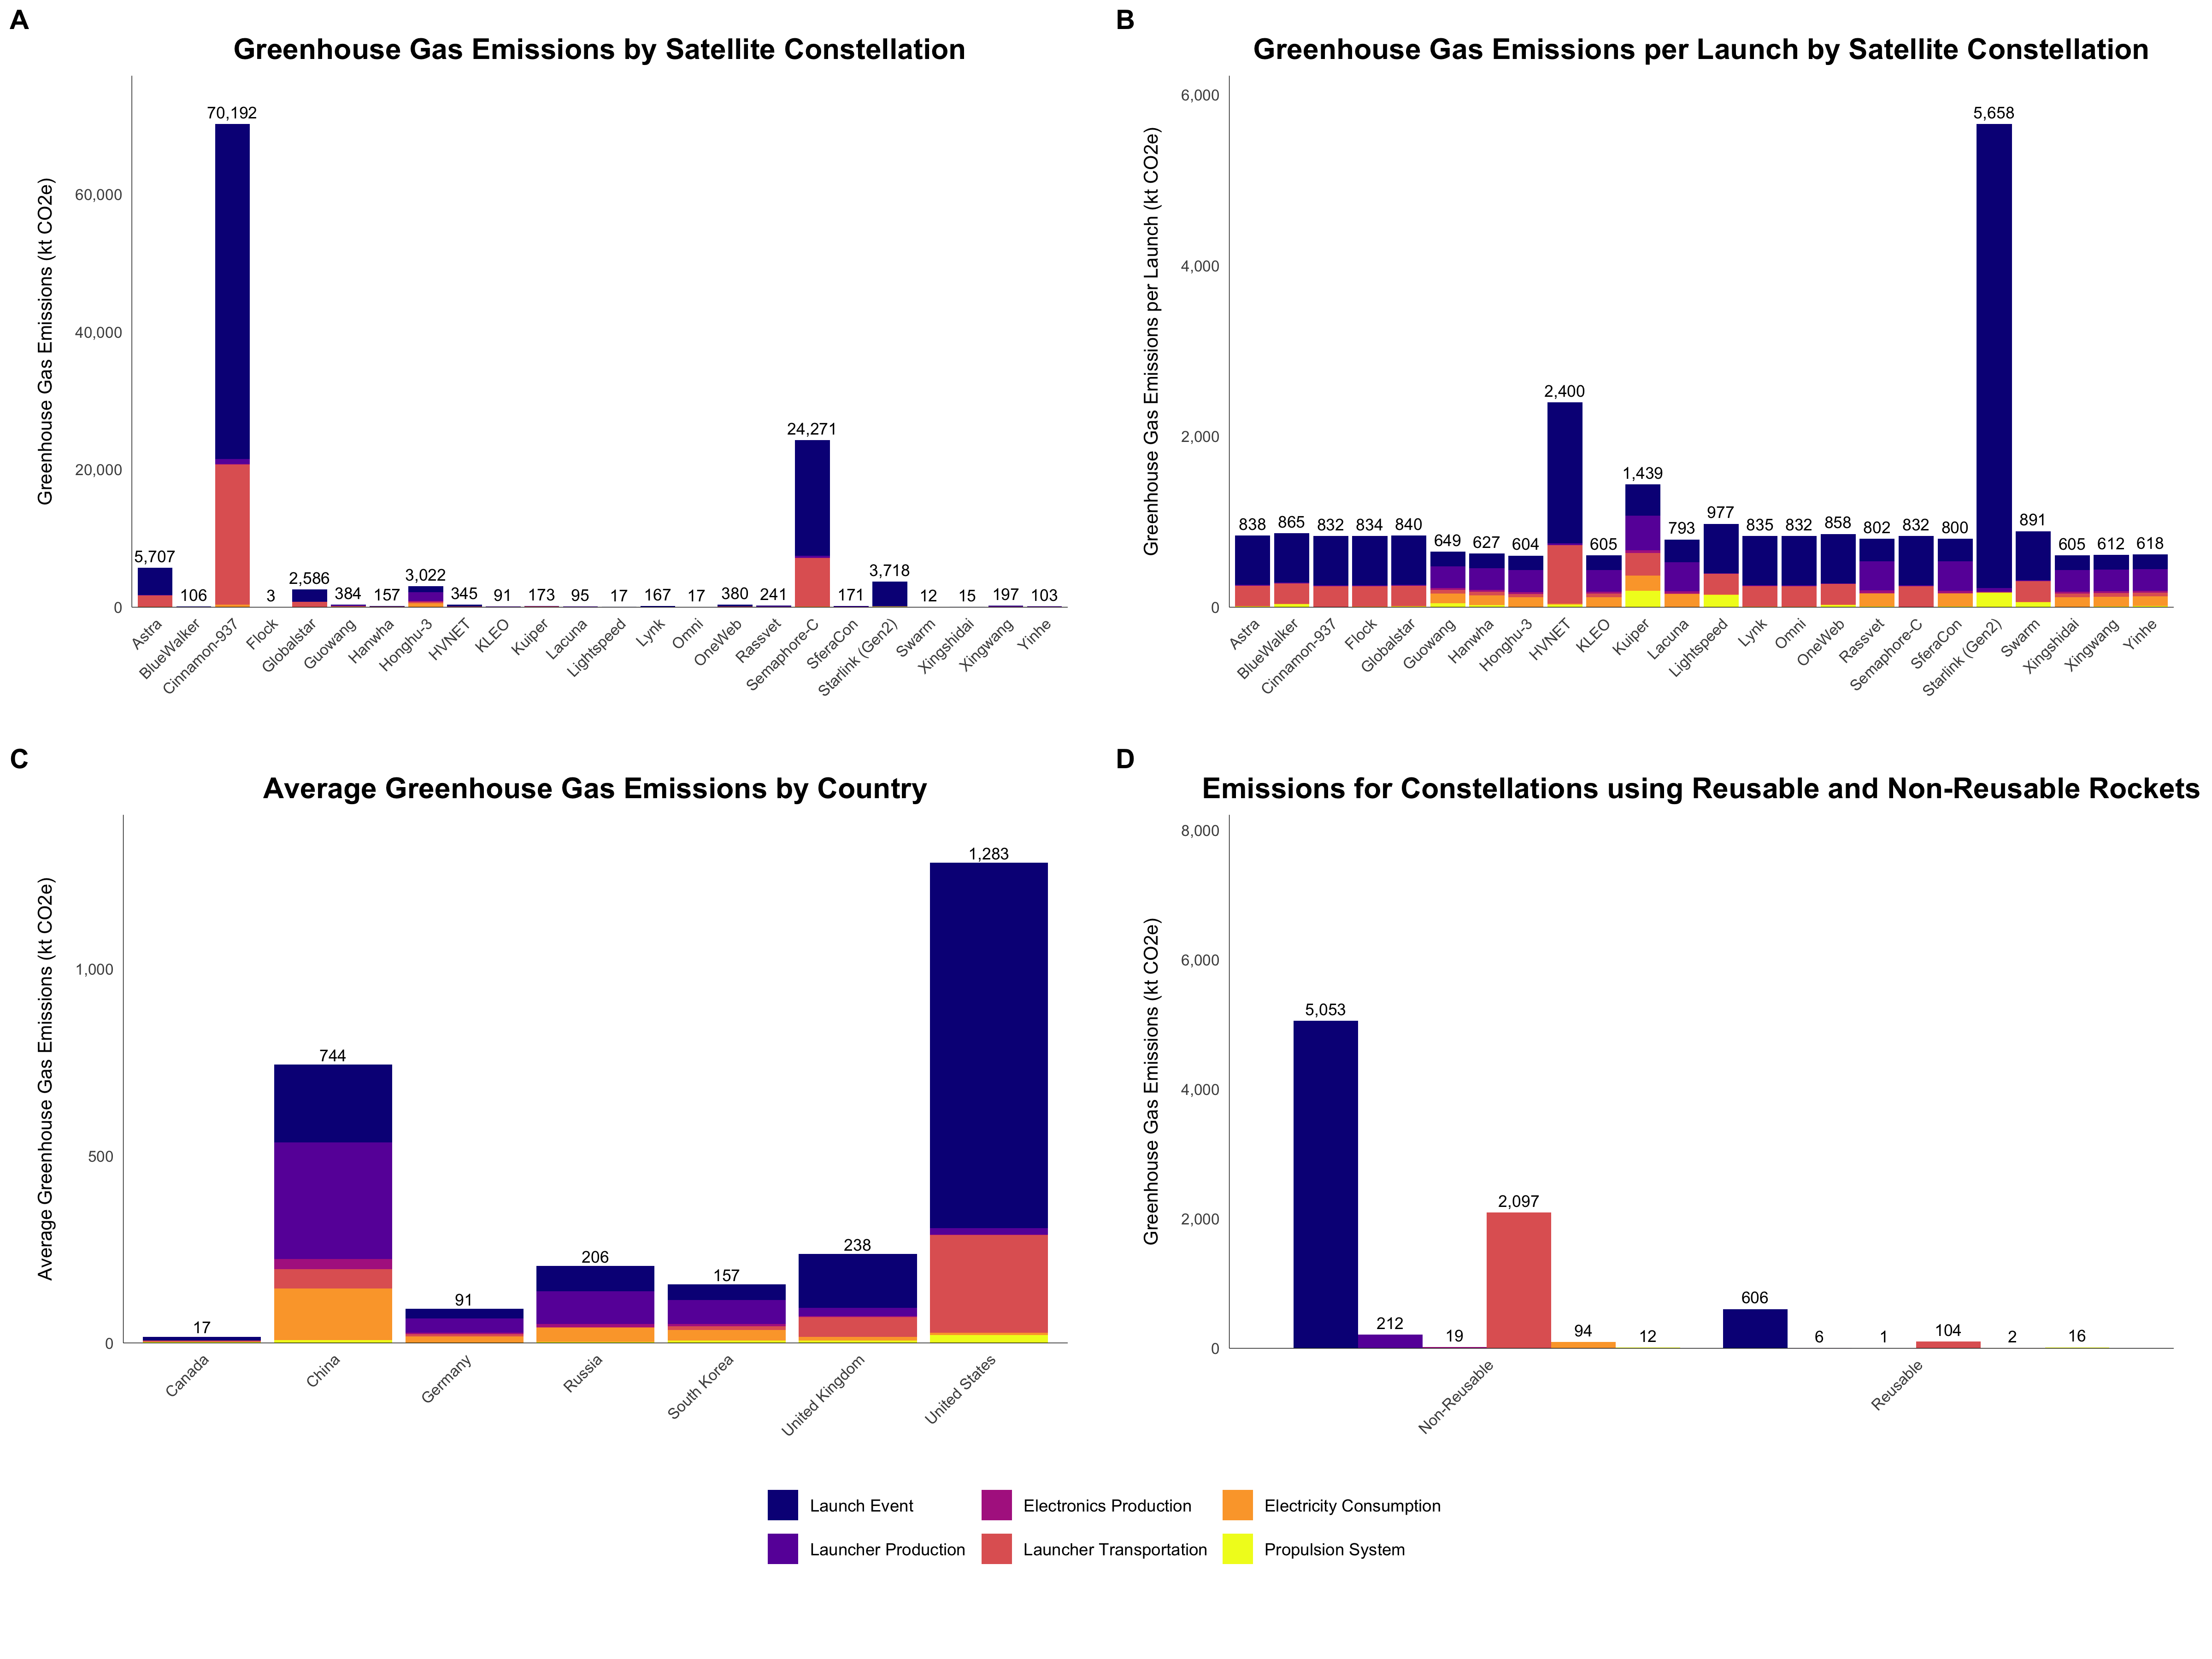 A
Greenhouse Gas Emissions by Satellite Constellation
Greenhouse Gas Emissions (kt CO2e)
60,000
40,000
20,000
0
5,707
106
70,192
3
2,586
384
157
3,022
345
91
173
95
17
167
17
380
241
24,271
171
3,718
12
15
197
103
Astra
BlueWalker
Cinnamon-937
Flock
Globalstar
Guowang
Hanwha
Honghu-3
HVNET
KLEO
Kuiper
Lacuna
Lightspeed
Lynk
Omni
OneWeb
Rassvet
Semaphore-C
SferaCon
Starlink (Gen2)
Swarm
Xingshidai
Xingwang
Yinhe
B
Greenhouse Gas Emissions per Launch by Satellite Constellation
Greenhouse Gas Emissions per Launch (kt CO2e)
6,000
4,000
2,000
0
838
865
832
834
840
649
627
604
2,400
605
1,439
793
977
835
832
858
802
832
800
5,658
891
605
612
618
Astra
BlueWalker
Cinnamon-937
Flock
Globalstar
Guowang
Hanwha
Honghu-3
HVNET
KLEO
Kuiper
Lacuna
Lightspeed
Lynk
Omni
OneWeb
Rassvet
Semaphore-C
SferaCon
Starlink (Gen2)
Swarm
Xingshidai
Xingwang
Yinhe
C
Average Greenhouse Gas Emissions by Country
Average Greenhouse Gas Emissions (kt CO2e)
1,000
500
0
17
744
91
206
157
238
1,283
Canada
China
Germany
Russia
South Korea
United Kingdom
United States
D
Emissions for Constellations using Reusable and Non-Reusable Rockets
Greenhouse Gas Emissions (kt CO2e)
8,000
6,000
4,000
2,000
0
5,053
212
19
2,097
94
12
606
6
1
104
2
16
Non-Reusable
Reusable
Launch Event
Electronics Production
Electricity Consumption
Launcher Production
Launcher Transportation
Propulsion System